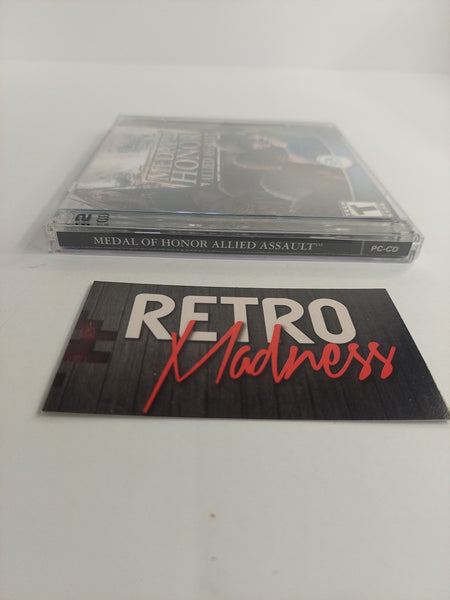 MEDAL OF
HONOR
ALLIED ASSAULT
T
MEDAL OF HONOR ALLIED ASSAULT™
PC-CD
RETRO
Madness